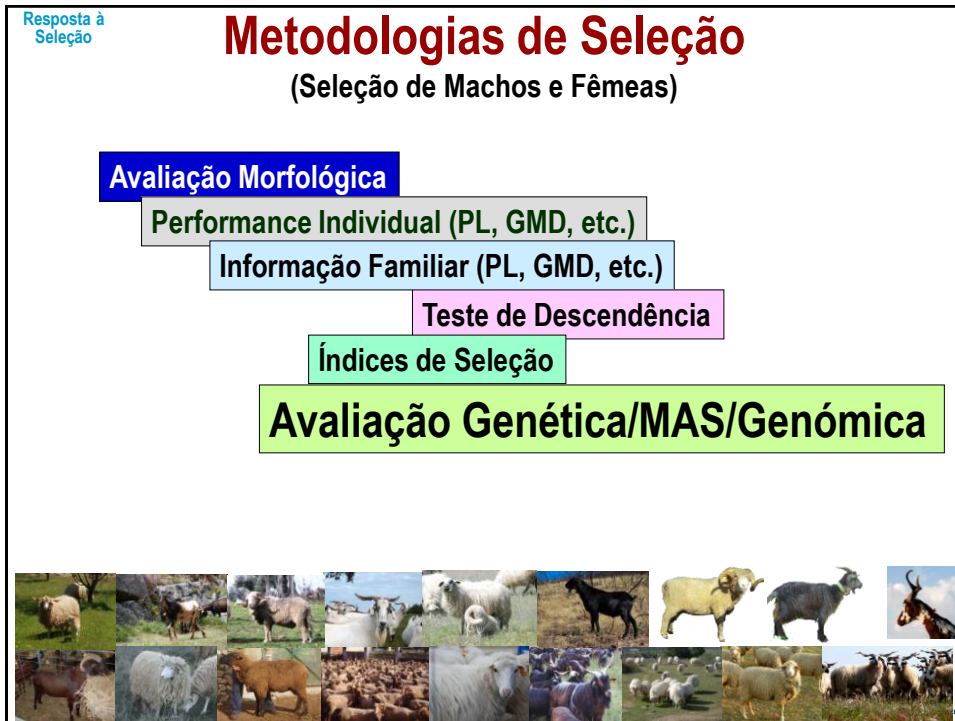 Resposta à
Seleção
Metodologias de Seleção
(Seleção de Machos e Fêmeas)
Avaliação Morfológica
Performance Individual (PL, GMD, etc.)
Informação Familiar (PL, GMD, etc.)
Teste de Descendência
Índices de Seleção
Avaliação Genética/MAS/Genómica